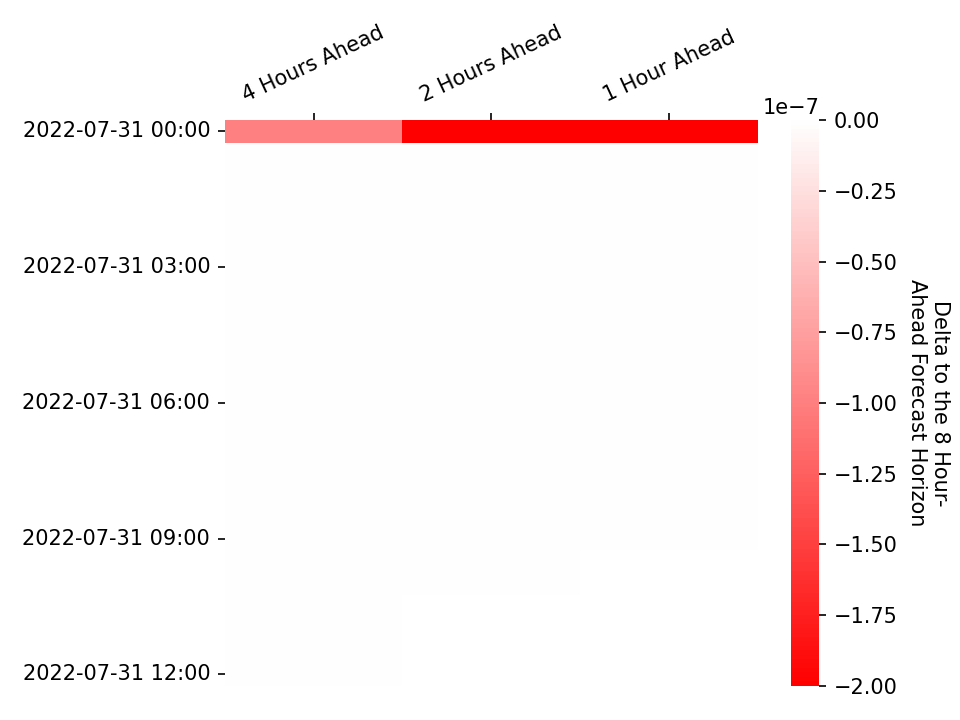 4 Hours Ahead
2 Hours Ahead
1 Hour Ahead
1e−7
2022-07-31 00:00
2022-07-31 03:00
2022-07-31 06:00
2022-07-31 09:00
2022-07-31 12:00
0.00
−0.25
−0.50
−0.75
−1.00
−1.25
−1.50
−1.75
−2.00
Delta to the 8 Hour-
Ahead Forecast Horizon